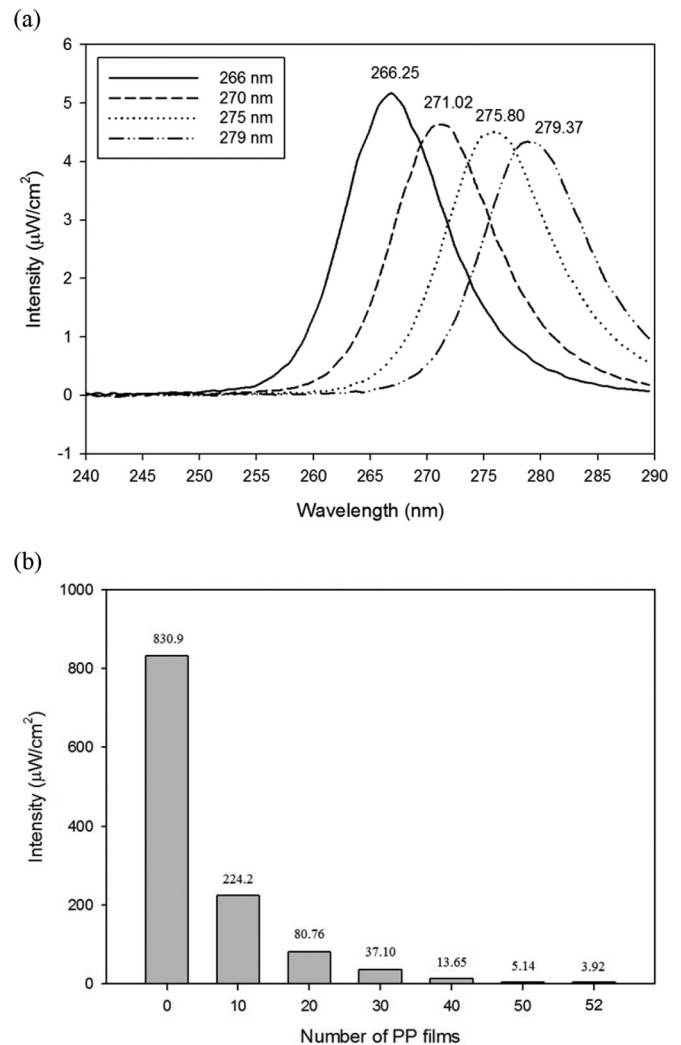 (a)
6
5
4
3
2
1
0
-1
Intensity (µW/cm²)
266 nm
270 nm
275 nm
279 nm
266.25
271.02
275.80
279.37
240 245 250 255 260 265 270 275 280 285 290
Wavelength (nm)
(b)
1000
800
600
400
200
0
Intensity (µW/cm²)
830.9
224.2
80.76
37.10
13.65
5.14
3.92
0 10 20 30 40 50 52
Number of PP films